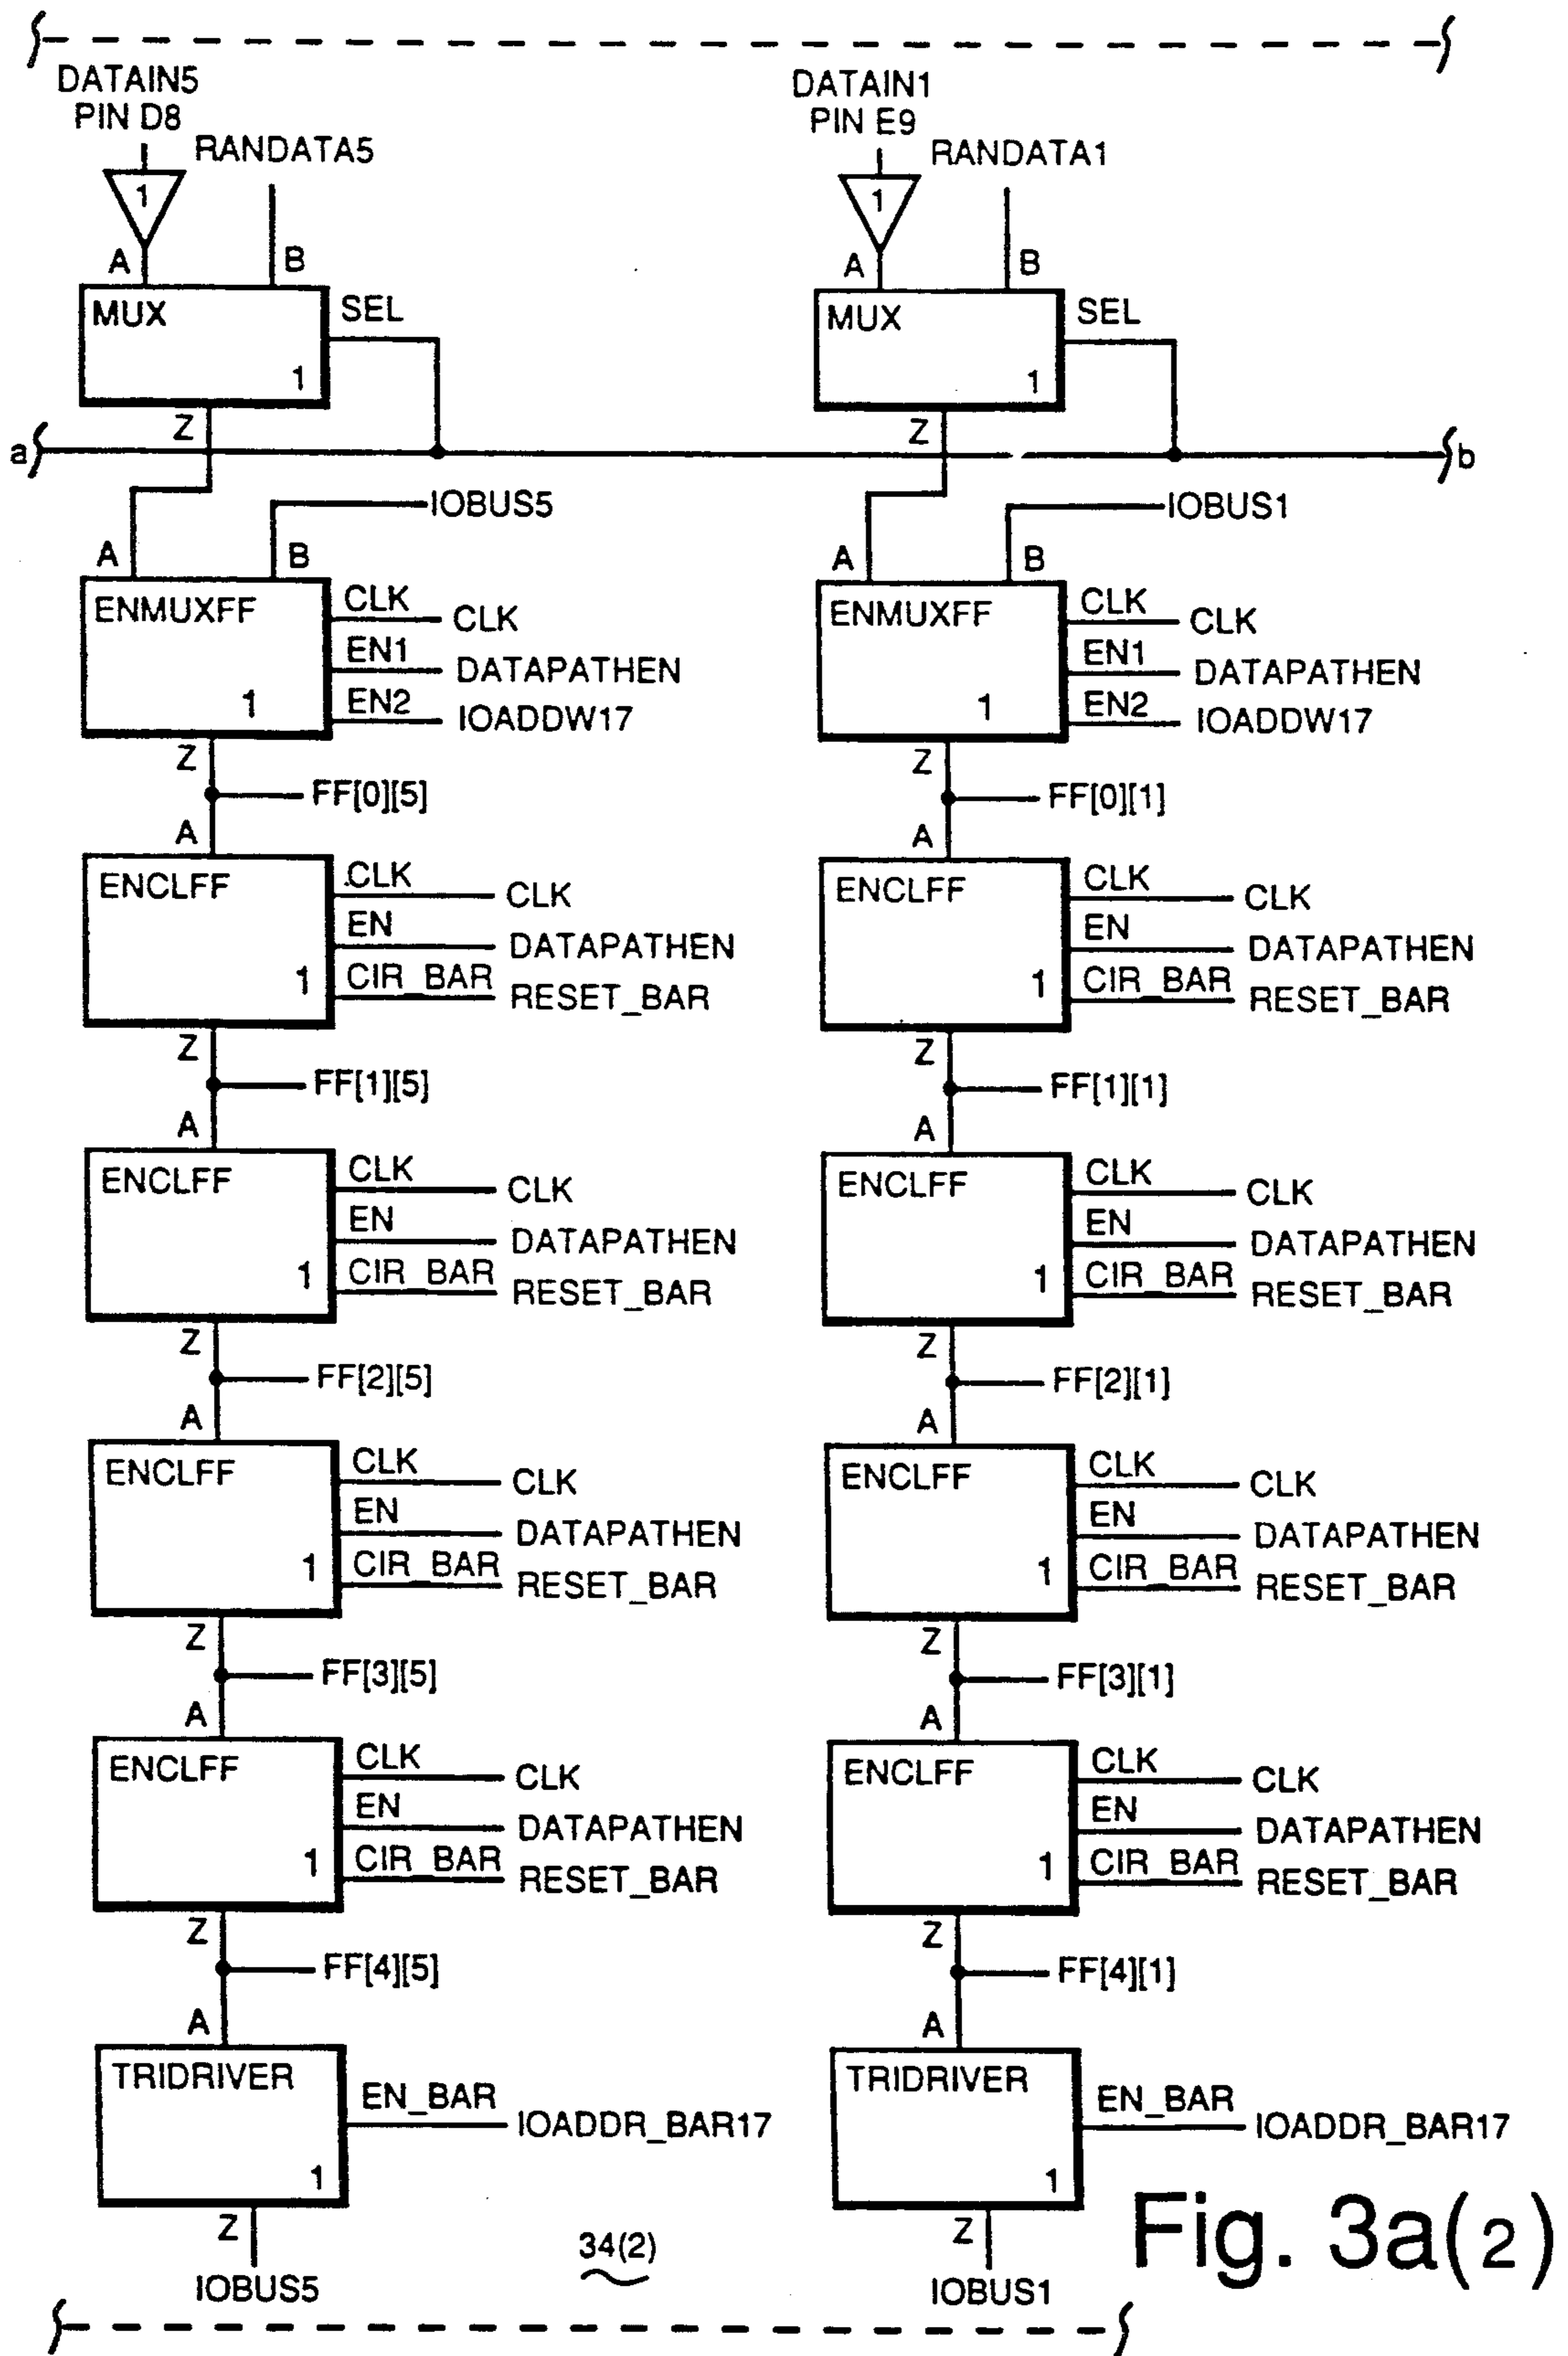 DATAIN5
PIN D8
RANDATA5
1
A
B
MUX
SEL
1
Z
a
IOBUS5
A
B
ENMUXFF
CLK
CLK
EN1
DATAPATHEN
1
EN2
IOADDW17
Z
FF[0][5]
A
ENCLFF
CLK
CLK
EN
DATAPATHEN
1
CIR_BAR
RESET_BAR
Z
FF[1][5]
A
ENCLFF
CLK
CLK
EN
DATAPATHEN
1
CIR_BAR
RESET_BAR
Z
FF[2][5]
A
ENCLFF
CLK
CLK
EN
DATAPATHEN
1
CIR_BAR
RESET_BAR
Z
FF[3][5]
A
ENCLFF
CLK
CLK
EN
DATAPATHEN
1
CIR_BAR
RESET_BAR
Z
FF[4][5]
A
TRIDRIVER
EN_BAR
IOADDR_BAR17
1
Z
IOBUS5
DATAIN1
PIN E9
RANDATA1
1
A
B
MUX
SEL
1
Z
b
IOBUS1
A
B
ENMUXFF
CLK
CLK
EN1
DATAPATHEN
1
EN2
IOADDW17
Z
FF[0][1]
A
ENCLFF
CLK
CLK
EN
DATAPATHEN
1
CIR_BAR
RESET_BAR
Z
FF[1][1]
A
ENCLFF
CLK
CLK
EN
DATAPATHEN
1
CIR_BAR
RESET_BAR
Z
FF[2][1]
A
ENCLFF
CLK
CLK
EN
DATAPATHEN
1
CIR_BAR
RESET_BAR
Z
FF[3][1]
A
ENCLFF
CLK
CLK
EN
DATAPATHEN
1
CIR_BAR
RESET_BAR
Z
FF[4][1]
A
TRIDRIVER
EN_BAR
IOADDR_BAR17
1
Z
IOBUS1
34(2)
Fig. 3a(2)